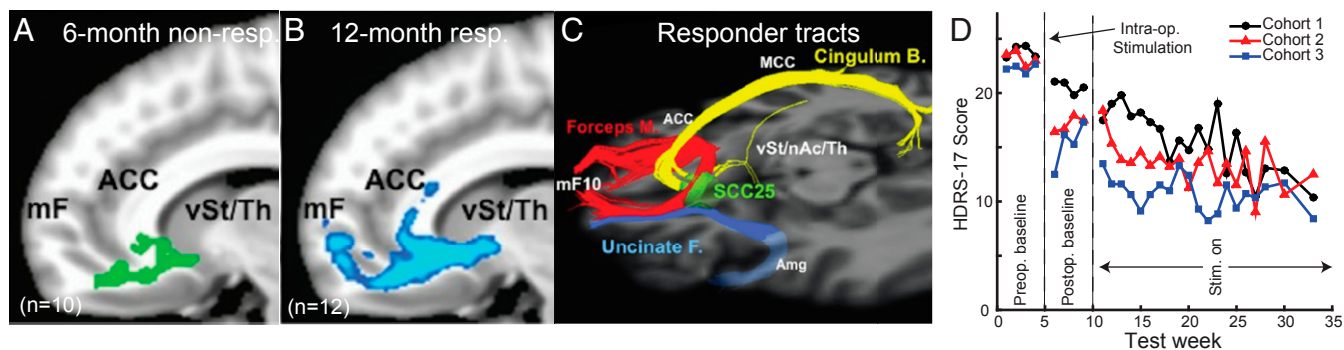 A
6-month non-resp.
ACC
mF
vSt/Th
(n=10)
B
12-month resp.
ACC
mF
vSt/Th
(n=12)
C
Responder tracts
Cingulum B.
MCC
ACC
Forceps M.
vSt/nAc/Th
mF10
SCC25
Uncinate F.
Amg
D
Intra-op.
Stimulation
Cohort 1
Cohort 2
Cohort 3
HDRS-17 Score
20
10
0
Preop. baseline
Postop. baseline
Stim. on
0 5 10 15 20 25 30 35
Test week